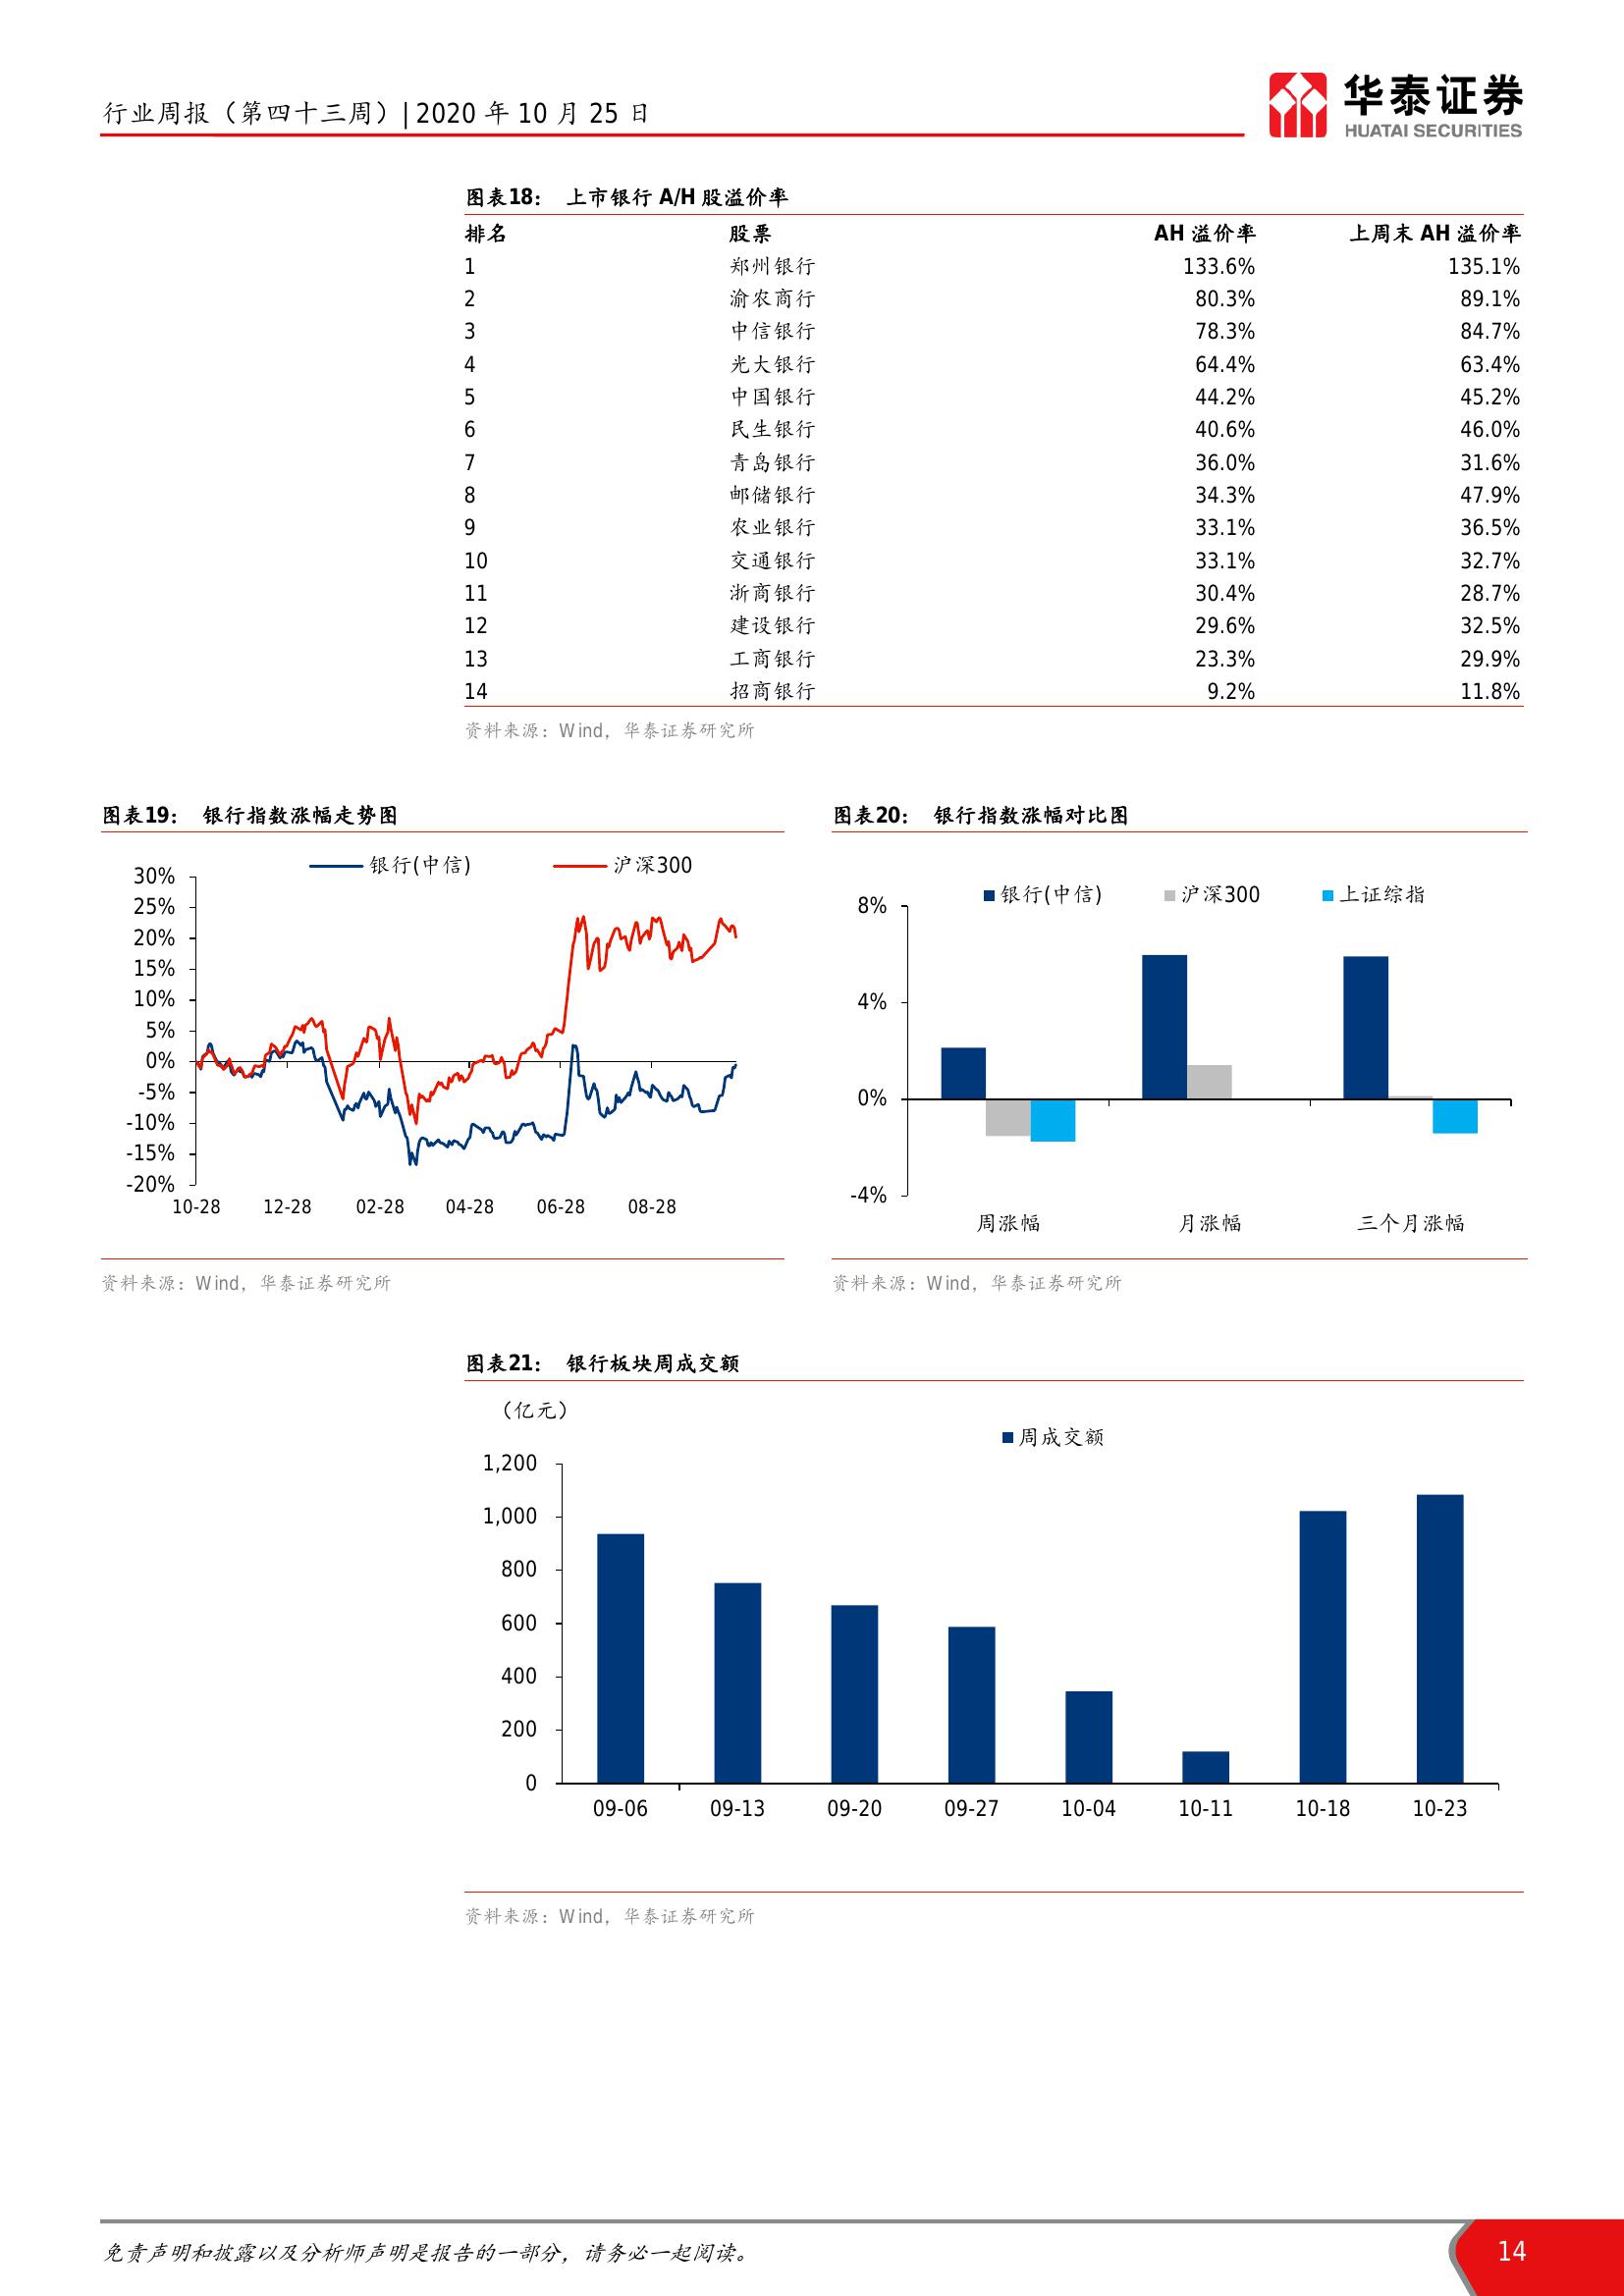 行业周报（第四十三周）| 2020 年 10 月 25 日
华泰证券
HUATAI SECURITIES
图表18： 上市银行 A/H 股溢价率
排名 股票 AH 溢价率 上周末 AH 溢价率
1 郑州银行 133.6% 135.1%
2 渝农商行 80.3% 89.1%
3 中信银行 78.3% 84.7%
4 光大银行 64.4% 63.4%
5 中国银行 44.2% 45.2%
6 民生银行 40.6% 46.0%
7 青岛银行 36.0% 31.6%
8 邮储银行 34.3% 47.9%
9 农业银行 33.1% 36.5%
10 交通银行 33.1% 32.7%
11 浙商银行 30.4% 28.7%
12 建设银行 29.6% 32.5%
13 工商银行 23.3% 29.9%
14 招商银行 9.2% 11.8%
资料来源：Wind，华泰证券研究所
图表19： 银行指数涨幅走势图
银行(中信) 沪深300
30%
25%
20%
15%
10%
5%
0%
-5%
-10%
-15%
-20%
10-28 12-28 02-28 04-28 06-28 08-28
资料来源：Wind，华泰证券研究所
图表20： 银行指数涨幅对比图
银行(中信) 沪深300 上证综指
8%
4%
0%
-4%
周涨幅 月涨幅 三个月涨幅
资料来源：Wind，华泰证券研究所
图表21： 银行板块周成交额
（亿元）
周成交额
1,200
1,000
800
600
400
200
0
09-06 09-13 09-20 09-27 10-04 10-11 10-18 10-23
资料来源：Wind，华泰证券研究所
免责声明和披露以及分析师声明是报告的一部分，请务必一起阅读。
14